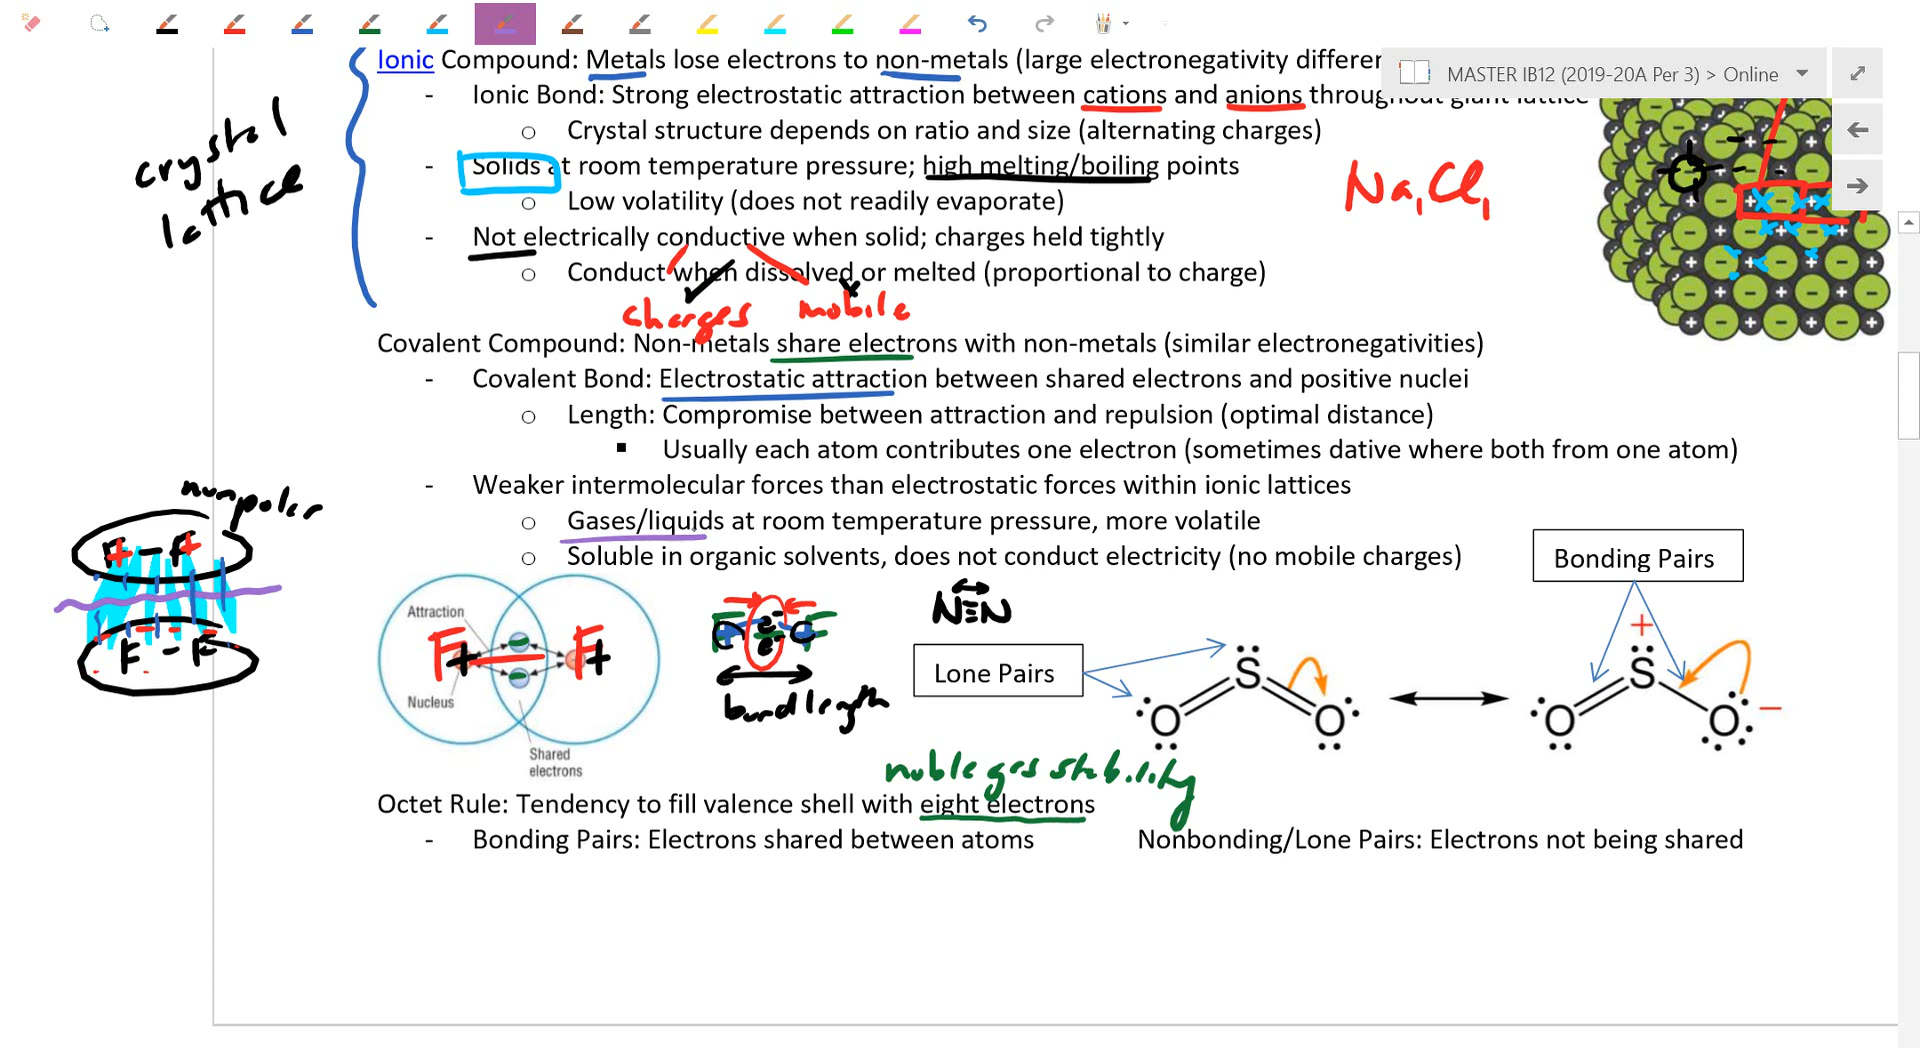 Ionic Compound: Metals lose electrons to non-metals (large electronegativity differen
MASTER IB12 (2019-20A Per 3) > Online
- Ionic Bond: Strong electrostatic attraction between cations and anions throughout giant lattice
o Crystal structure depends on ratio and size (alternating charges)
crystal
lattice
- Solids at room temperature pressure; high melting/boiling points
Na₁Cl₁
o Low volatility (does not readily evaporate)
- Not electrically conductive when solid; charges held tightly
o Conduct when dissolved or melted (proportional to charge)
charges mobile
Covalent Compound: Non-metals share electrons with non-metals (similar electronegativities)
- Covalent Bond: Electrostatic attraction between shared electrons and positive nuclei
o Length: Compromise between attraction and repulsion (optimal distance)
▪ Usually each atom contributes one electron (sometimes dative where both from one atom)
- Weaker intermolecular forces than electrostatic forces within ionic lattices
nonpolar
o Gases/liquids at room temperature pressure, more volatile
o Soluble in organic solvents, does not conduct electricity (no mobile charges)
F - F
F - F
Attraction
F+ F+
Nucleus
Shared
electrons
bond length
N≡N
Lone Pairs
Bonding Pairs
S
O O
S +
O O −
noble gas stability
Octet Rule: Tendency to fill valence shell with eight electrons
- Bonding Pairs: Electrons shared between atoms
Nonbonding/Lone Pairs: Electrons not being shared